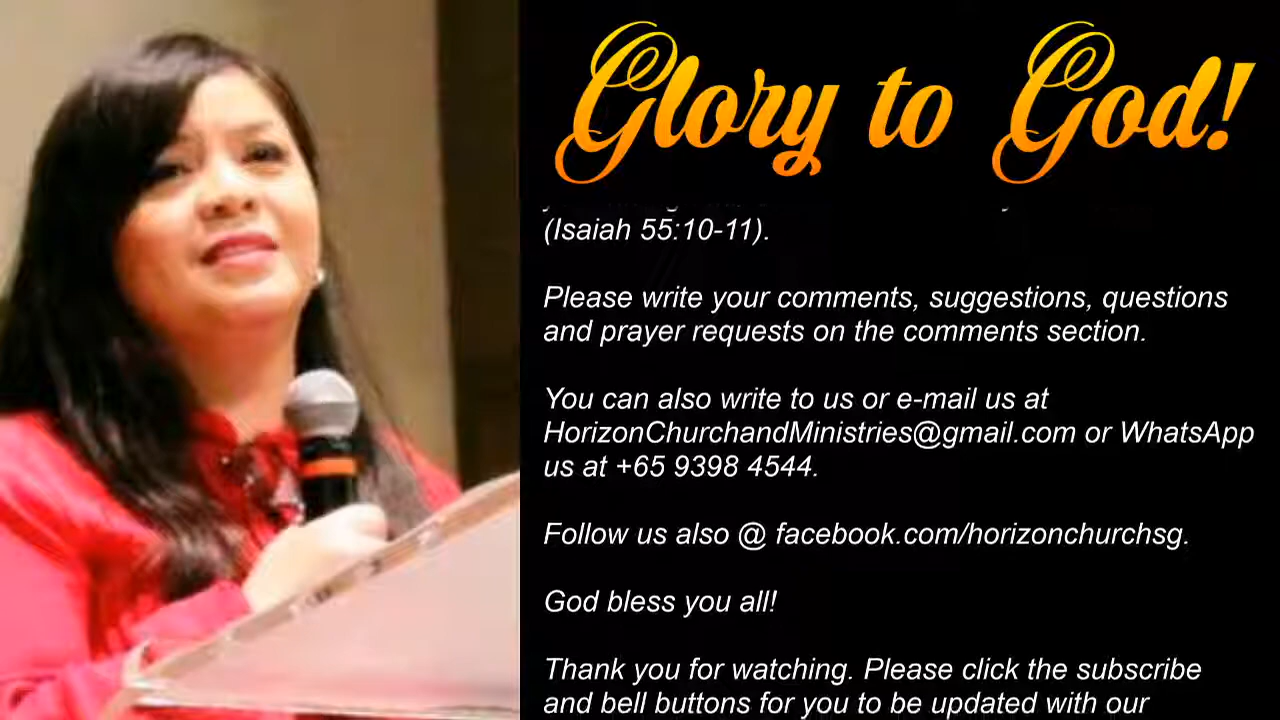 Glory to God!
(Isaiah 55:10-11).
Please write your comments, suggestions, questions
and prayer requests on the comments section.
You can also write to us or e-mail us at
HorizonChurchandMinistries@gmail.com or WhatsApp
us at +65 9398 4544.
Follow us also @ facebook.com/horizonchurchsg.
God bless you all!
Thank you for watching. Please click the subscribe
and bell buttons for you to be updated with our